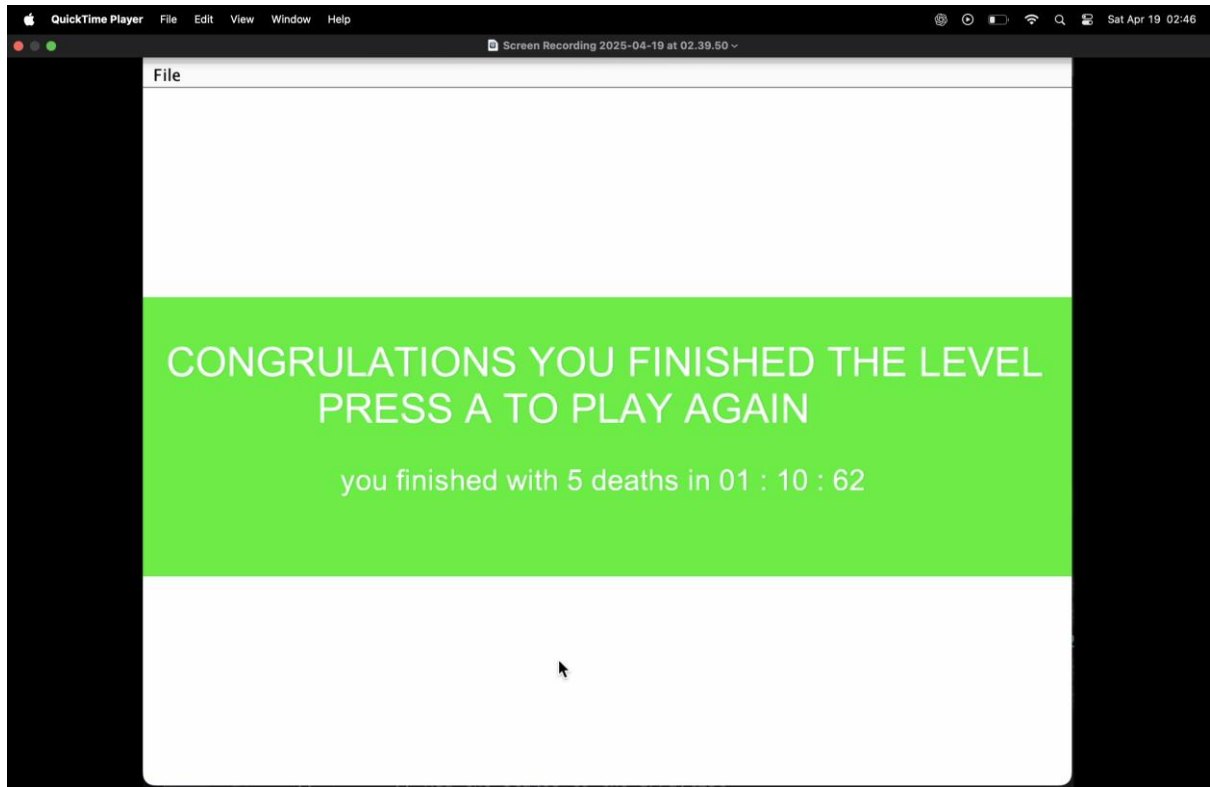 QuickTime Player File Edit View Window Help Sat Apr 19 02:46
Screen Recording 2025-04-19 at 02.39.50
File
CONGRULATIONS YOU FINISHED THE LEVEL
PRESS A TO PLAY AGAIN
you finished with 5 deaths in 01 : 10 : 62